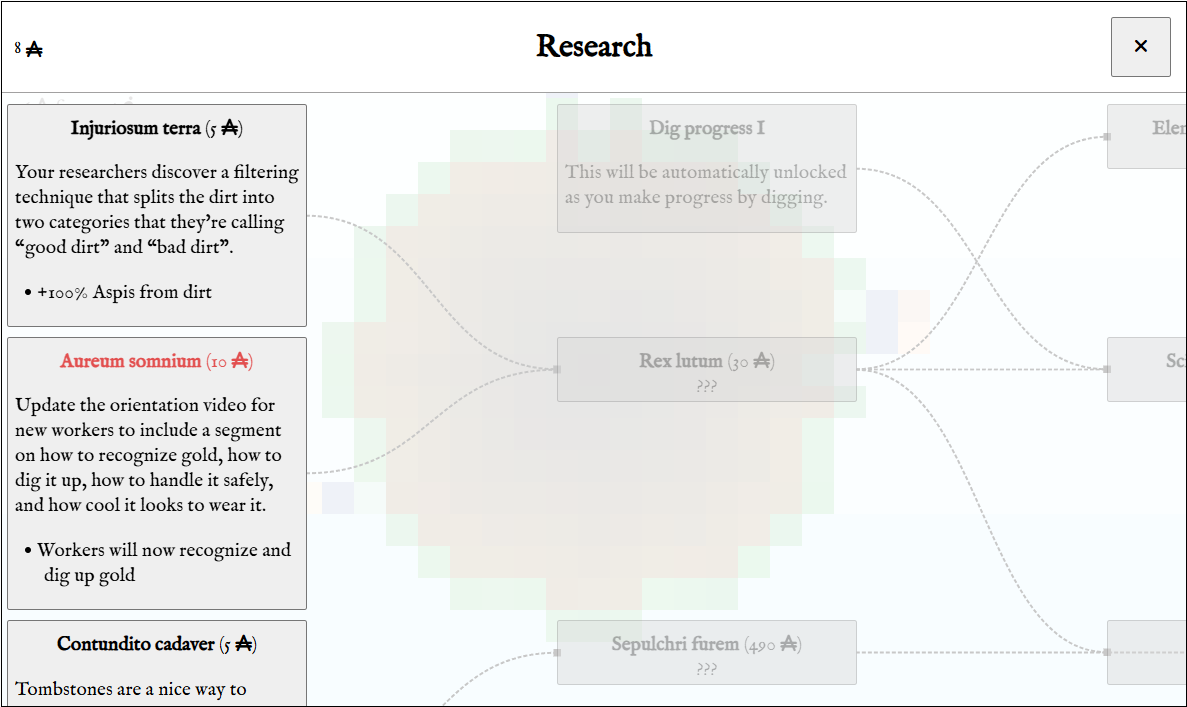 8 ₳
Research
×
Injuriosum terra (5 ₳)
Your researchers discover a filtering
technique that splits the dirt into
two categories that they're calling
“good dirt” and “bad dirt”.
• +100% Aspis from dirt
Aureum somnium (10 ₳)
Update the orientation video for
new workers to include a segment
on how to recognize gold, how to
dig it up, how to handle it safely,
and how cool it looks to wear it.
• Workers will now recognize and
dig up gold
Contundito cadaver (5 ₳)
Tombstones are a nice way to
Dig progress I
This will be automatically unlocked
as you make progress by digging.
Rex lutum (30 ₳)
???
Sepulchri furem (490 ₳)
???